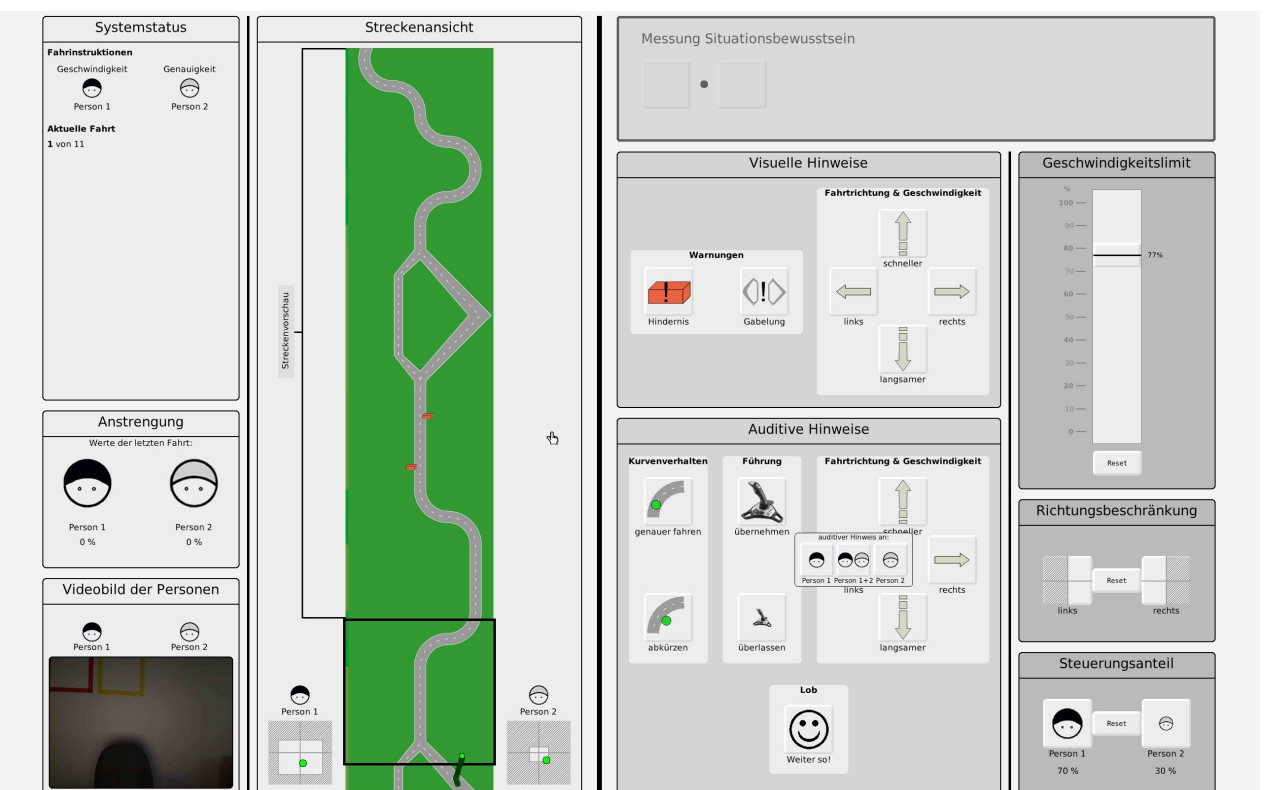 Systemstatus
Fahrinstruktionen
Geschwindigkeit Genauigkeit
Person 1 Person 2
Aktuelle Fahrt
1 von 11
Anstrengung
Werte der letzten Fahrt:
Person 1 Person 2
0 % 0 %
Videobild der Personen
Person 1 Person 2
Streckenansicht
Streckenvorschau
Person 1
Person 2
Messung Situationsbewusstsein
Visuelle Hinweise
Warnungen
Hindernis Gabelung
Fahrtrichtung & Geschwindigkeit
schneller
links rechts
langsamer
Auditive Hinweise
Kurvenverhalten
genauer fahren
abkürzen
Führung
übernehmen
überlassen
Fahrtrichtung & Geschwindigkeit
schneller
auditiver Hinweis an:
Person 1 Person 1+2 Person 2
links rechts
langsamer
Lob
Weiter so!
Geschwindigkeitslimit
%
100
90
80
77%
70
60
50
40
30
20
10
0
Reset
Richtungsbeschränkung
Reset
links rechts
Steuerungsanteil
Reset
Person 1 Person 2
70 % 30 %